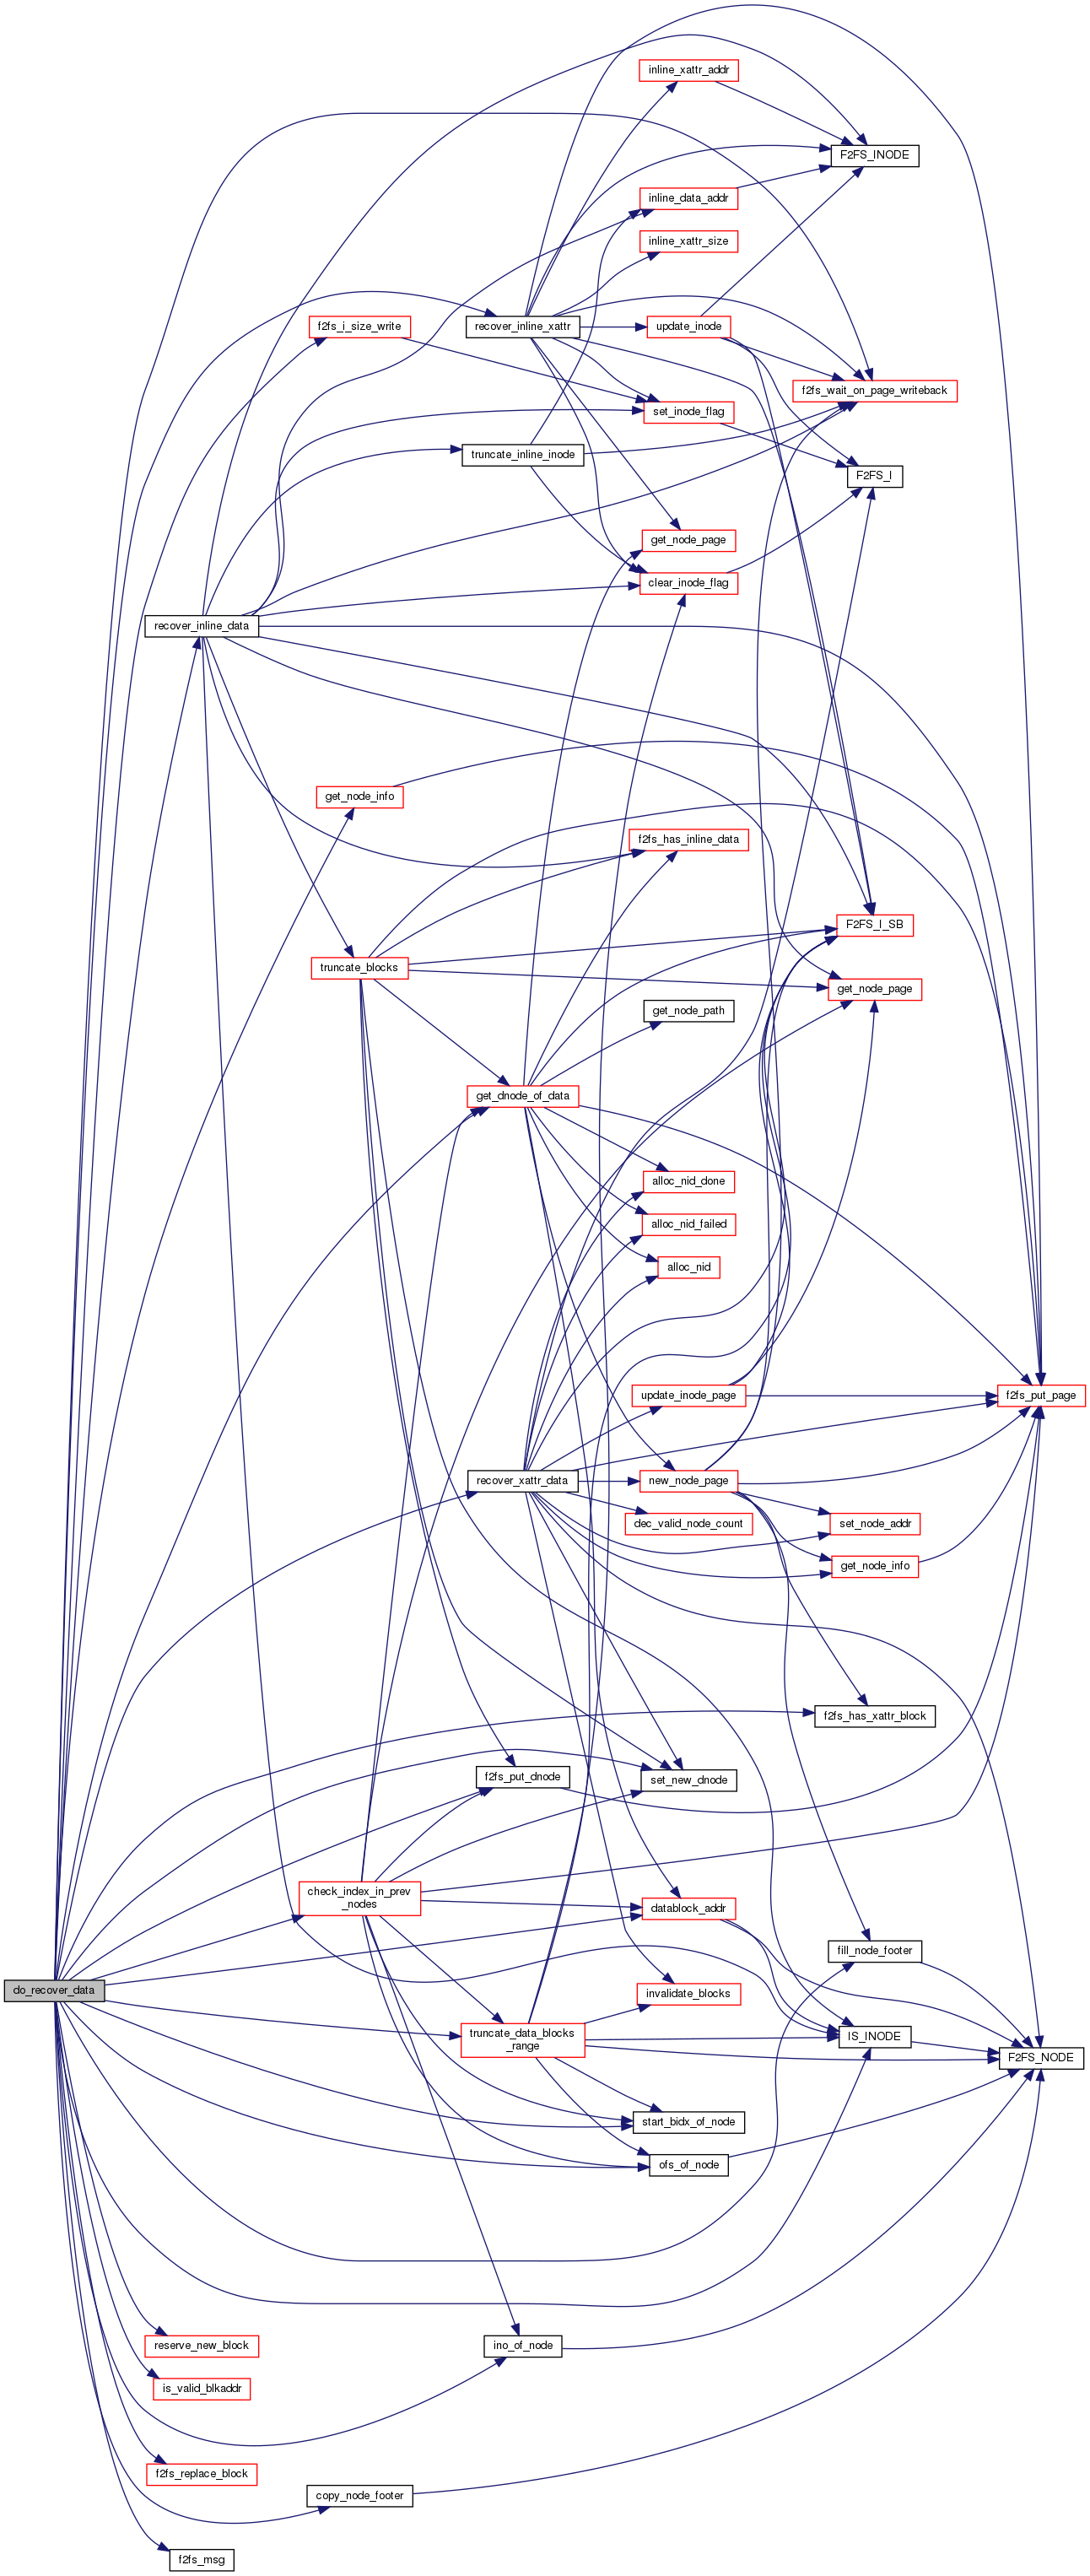 inline_xattr_addr
F2FS_INODE
inline_data_addr
inline_xattr_size
f2fs_i_size_write
recover_inline_xattr
update_inode
f2fs_wait_on_page_writeback
set_inode_flag
truncate_inline_inode
F2FS_I
get_node_page
clear_inode_flag
recover_inline_data
get_node_info
f2fs_has_inline_data
F2FS_I_SB
truncate_blocks
get_node_page
get_node_path
get_dnode_of_data
alloc_nid_done
alloc_nid_failed
alloc_nid
update_inode_page
f2fs_put_page
recover_xattr_data
new_node_page
dec_valid_node_count
set_node_addr
get_node_info
f2fs_has_xattr_block
f2fs_put_dnode
set_new_dnode
check_index_in_prev
_nodes
datablock_addr
fill_node_footer
do_recover_data
invalidate_blocks
truncate_data_blocks
_range
IS_INODE
F2FS_NODE
start_bidx_of_node
ofs_of_node
reserve_new_block
ino_of_node
is_valid_blkaddr
f2fs_replace_block
copy_node_footer
f2fs_msg